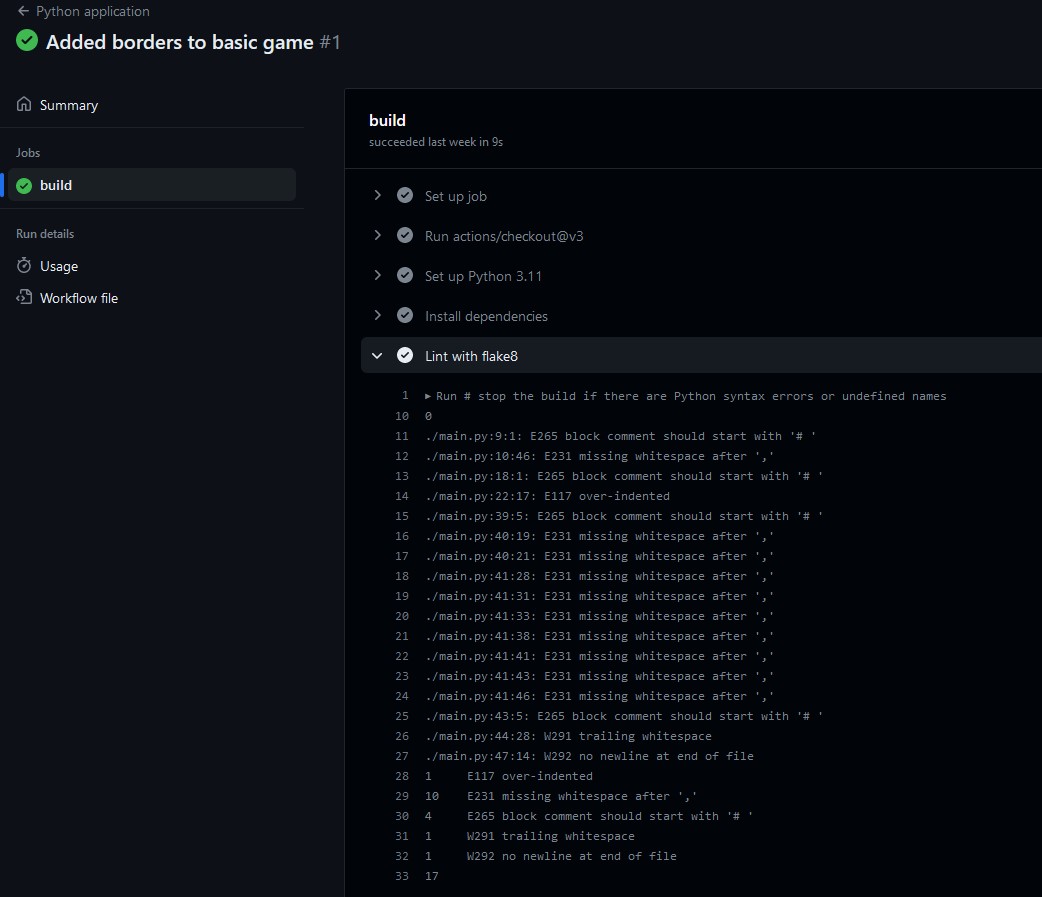 Python application
Added borders to basic game #1
Summary
Jobs
build
Run details
Usage
Workflow file
build
succeeded last week in 9s
Set up job
Run actions/checkout@v3
Set up Python 3.11
Install dependencies
Lint with flake8
1 ▸ Run # stop the build if there are Python syntax errors or undefined names
10 0
11 ./main.py:9:1: E265 block comment should start with '# '
12 ./main.py:10:46: E231 missing whitespace after ','
13 ./main.py:18:1: E265 block comment should start with '# '
14 ./main.py:22:17: E117 over-indented
15 ./main.py:39:5: E265 block comment should start with '# '
16 ./main.py:40:19: E231 missing whitespace after ','
17 ./main.py:40:21: E231 missing whitespace after ','
18 ./main.py:41:28: E231 missing whitespace after ','
19 ./main.py:41:31: E231 missing whitespace after ','
20 ./main.py:41:33: E231 missing whitespace after ','
21 ./main.py:41:38: E231 missing whitespace after ','
22 ./main.py:41:41: E231 missing whitespace after ','
23 ./main.py:41:43: E231 missing whitespace after ','
24 ./main.py:41:46: E231 missing whitespace after ','
25 ./main.py:43:5: E265 block comment should start with '# '
26 ./main.py:44:28: W291 trailing whitespace
27 ./main.py:47:14: W292 no newline at end of file
28 1     E117 over-indented
29 10    E231 missing whitespace after ','
30 4     E265 block comment should start with '# '
31 1     W291 trailing whitespace
32 1     W292 no newline at end of file
33 17